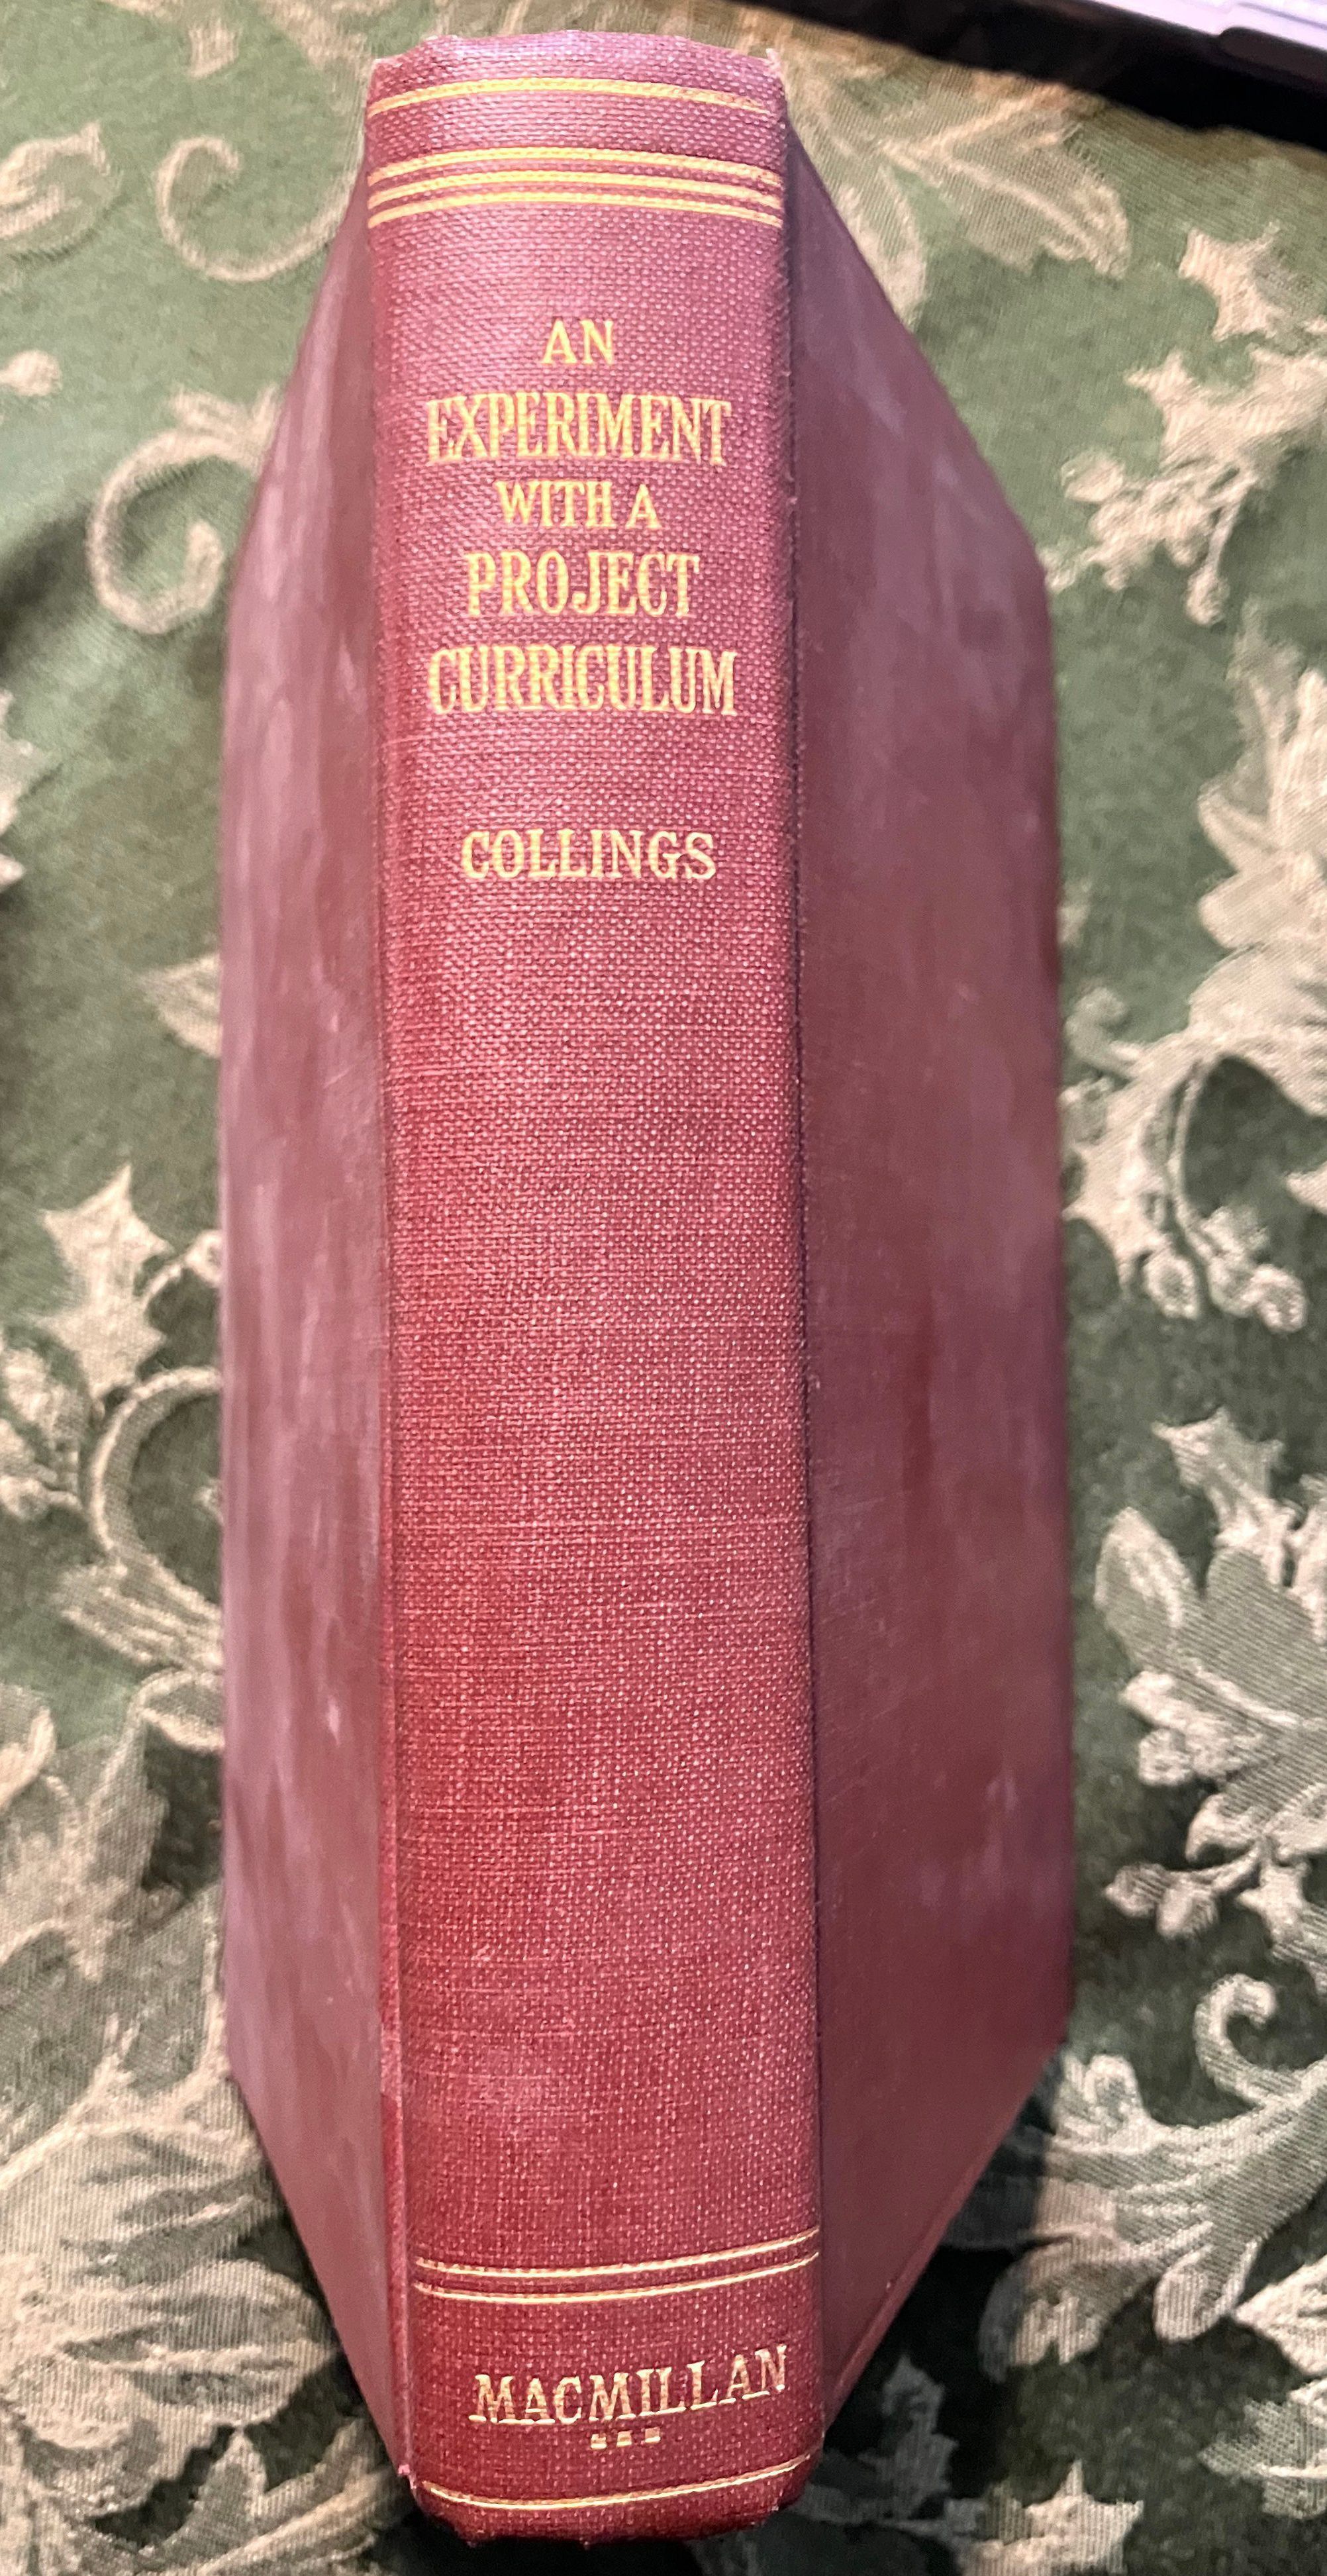 AN
EXPERIMENT
WITH A
PROJECT
CURRICULUM
COLLINGS
MACMILLAN